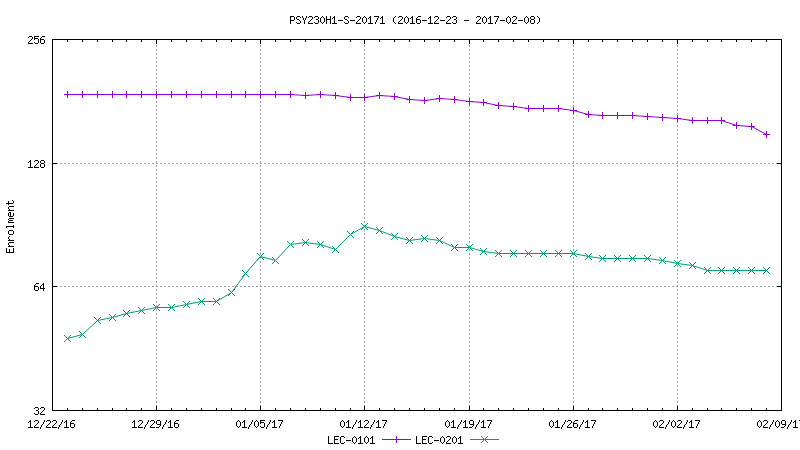 PSY230H1-S-20171 (2016-12-23 - 2017-02-08)
256
128
64
32
Enrolment
12/22/16 12/29/16 01/05/17 01/12/17 01/19/17 01/26/17 02/02/17 02/09/17
LEC-0101 LEC-0201